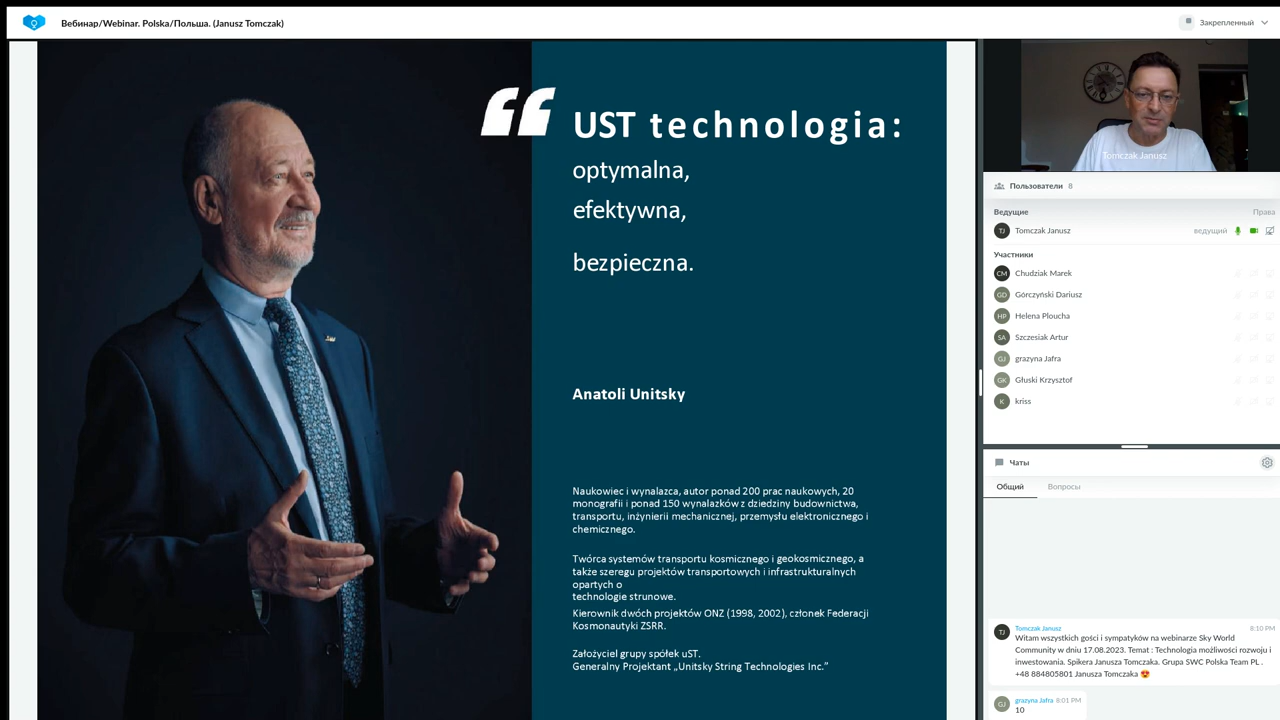 Вебинар/Webinar. Polska/Польша. (Janusz Tomczak)
Закрепленный
UST technologia:
optymalna,
efektywna,
bezpieczna.
Anatoli Unitsky
Naukowiec i wynalazca, autor ponad 200 prac naukowych, 20
monografii i ponad 150 wynalazków z dziedziny budownictwa,
transportu, inżynierii mechanicznej, przemysłu elektronicznego i
chemicznego.
Twórca systemów transportu kosmicznego i geokosmicznego, a
także szeregu projektów transportowych i infrastrukturalnych
opartych o
technologie strunowe.
Kierownik dwóch projektów ONZ (1998, 2002), członek Federacji
Kosmonautyki ZSRR.
Założyciel grupy spółek uST.
Generalny Projektant „Unitsky String Technologies Inc.”
Tomczak Janusz
Пользователи 8
Ведущие Права
TJ Tomczak Janusz ведущий
Участники
CM Chudziak Marek
GD Górczyński Dariusz
HP Helena Ploucha
SA Szczesiak Artur
GJ grazyna Jafra
GK Głuski Krzysztof
K kriss
Чаты
Общий Вопросы
TJ Tomczak Janusz 8:10 PM
Witam wszystkich gości i sympatyków na webinarze Sky World
Community w dniu 17.08.2023. Temat : Technologia możliwości rozwoju i
inwestowania. Spikera Janusza Tomczaka. Grupa SWC Polska Team PL .
+48 884805801 Janusza Tomczaka 😍
GJ grazyna Jafra 8:01 PM
10